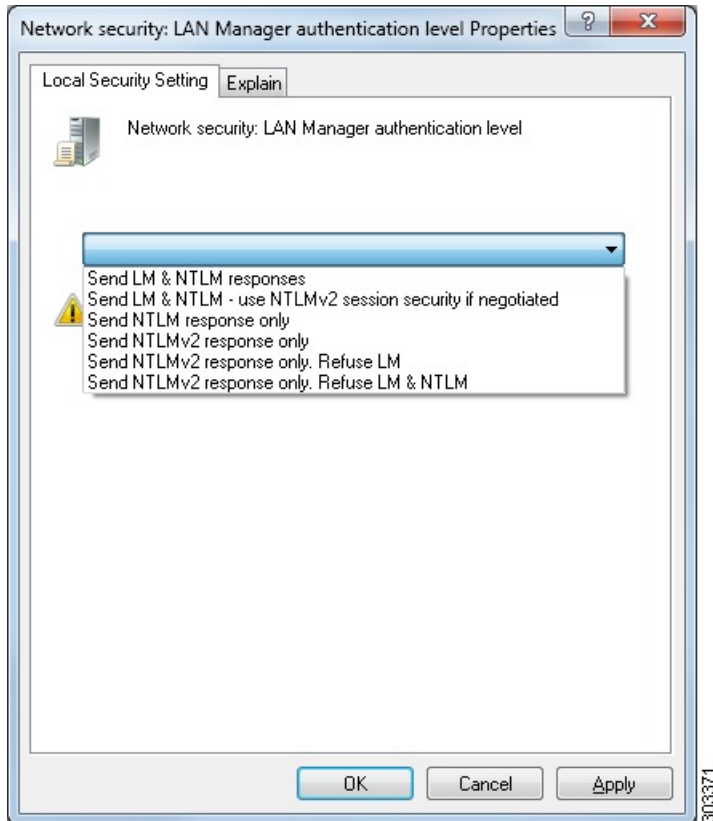 Network security: LAN Manager authentication level Properties
Local Security Setting
Explain
Network security: LAN Manager authentication level
Send LM & NTLM responses
Send LM & NTLM - use NTLMv2 session security if negotiated
Send NTLM response only
Send NTLMv2 response only
Send NTLMv2 response only. Refuse LM
Send NTLMv2 response only. Refuse LM & NTLM
OK
Cancel
Apply
303371